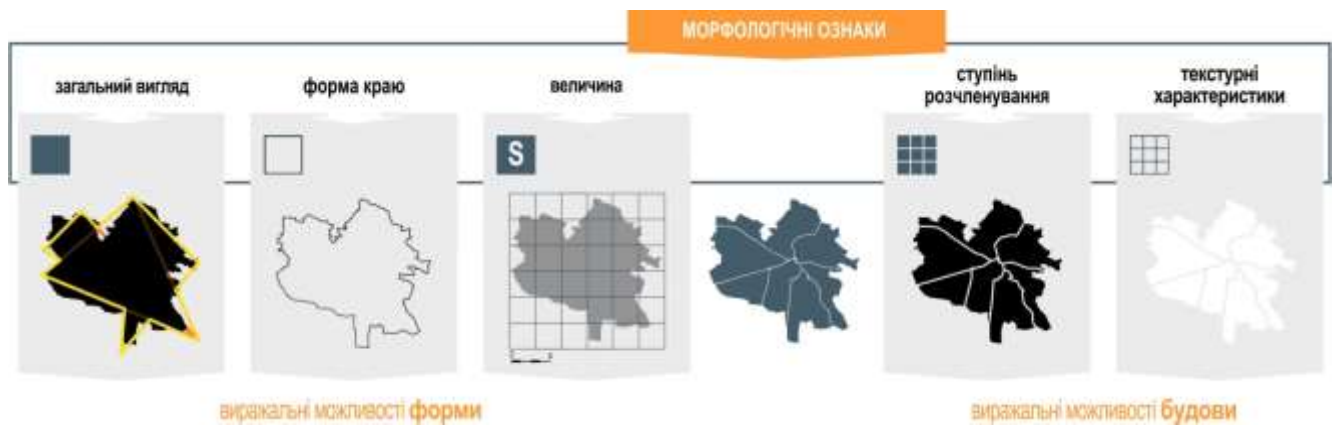 МОРФОЛОГІЧНІ ОЗНАКИ
загальний вигляд
форма краю
величина
ступінь
розчленування
текстурні
характеристики
S
виражальні можливості форми
виражальні можливості будови